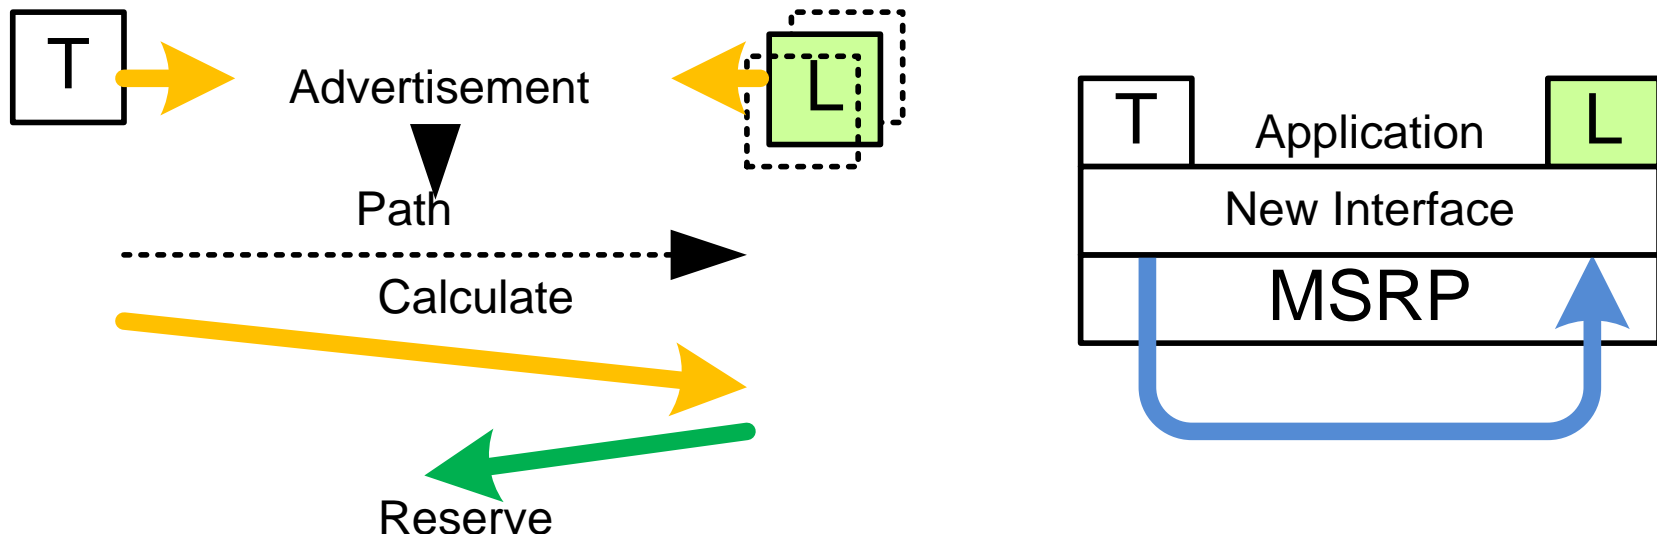 T
Advertisement
L
Path
Calculate
Reserve
T
Application
L
New Interface
MSRP